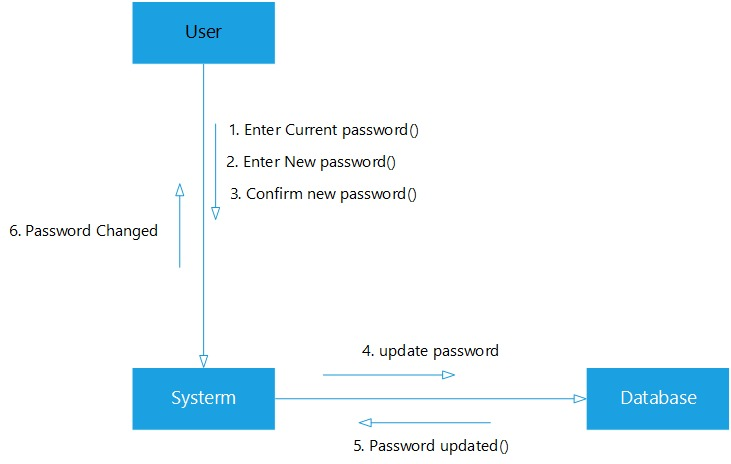 User
1. Enter Current password()
2. Enter New password()
3. Confirm new password()
6. Password Changed
4. update password
Systerm
Database
5. Password updated()